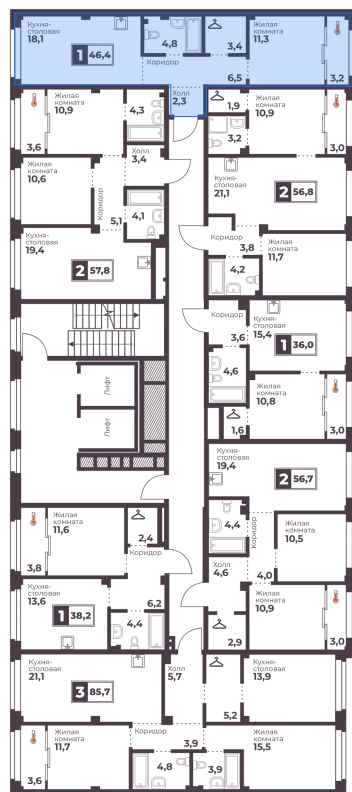 Кухня-
столовая
18,1
1 46,4
4,8
3,4
Жилая
комната
11,3
Коридор
6,5
3,2
Холл
2,3
Жилая
комната
10,9
3,6
4,3
1,9
Жилая
комната
10,9
3,2
3,0
Холл
3,4
Жилая
комната
10,6
Коридор
5,1
4,1
Кухня-
столовая
21,1
2 56,8
Кухня-
столовая
19,4
2 57,8
Коридор
3,8
Жилая
комната
11,7
4,2
Коридор
3,6
Кухня-
столовая
15,4
1 36,0
Лифт
Лифт
4,6
Жилая
комната
10,8
1,6
3,0
Кухня-
столовая
19,4
2 56,7
Жилая
комната
11,6
3,8
2,4
Коридор
4,4
Коридор
Жилая
комната
10,5
Холл
4,6
4,0
Кухня-
столовая
13,6
1 38,2
6,2
4,4
Жилая
комната
10,9
2,9
3,0
Кухня-
столовая
21,1
3 85,7
Холл
5,7
5,2
Кухня-
столовая
13,9
Жилая
комната
11,7
3,6
Коридор
3,9
4,8
3,9
Жилая
комната
15,5